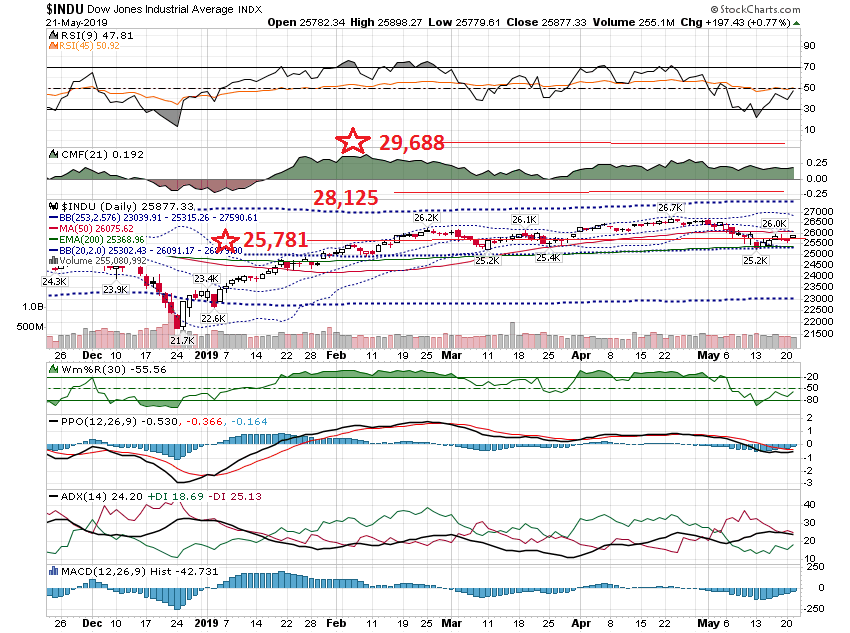 $INDU Dow Jones Industrial Average INDX
© StockCharts.com
21-May-2019
Open 25782.34 High 25898.27 Low 25779.61 Close 25877.33 Volume 255.1M Chg +197.43 (+0.77%)
RSI(9) 47.81
RSI(45) 50.92
90
70
50
30
10
29,688
CMF(21) 0.192
0.25
0.00
-0.25
28,125
$INDU (Daily) 25877.33
BB(253,2.576) 23039.91 - 25315.26 - 27590.61
MA(50) 26075.62
EMA(200) 25368.96
BB(20,2.0) 25302.43 - 26091.17 -
Volume 255,080,992
25,781
27000
26500
26000
25500
25000
24500
24000
23500
23000
22500
22000
21500
1.0B
500M
24.3K
23.9K
21.7K
23.4K
22.6K
26.2K
25.2K
26.1K
25.4K
26.7K
25.2K
26.0K
26 Dec 10 17 24 2019 7 14 22 28 Feb 11 19 25 Mar 11 18 25 Apr 8 15 22 May 6 13 20
Wm%R(30) -55.56
-20
-50
-80
PPO(12,26,9) -0.530, -0.366, -0.164
2
1
0
-1
-2
-3
ADX(14) 24.20 +DI 18.69 -DI 25.13
40
30
20
10
MACD(12,26,9) Hist -42.731
250
0
-250
26 Dec 10 17 24 2019 7 14 22 28 Feb 11 19 25 Mar 11 18 25 Apr 8 15 22 May 6 13 20